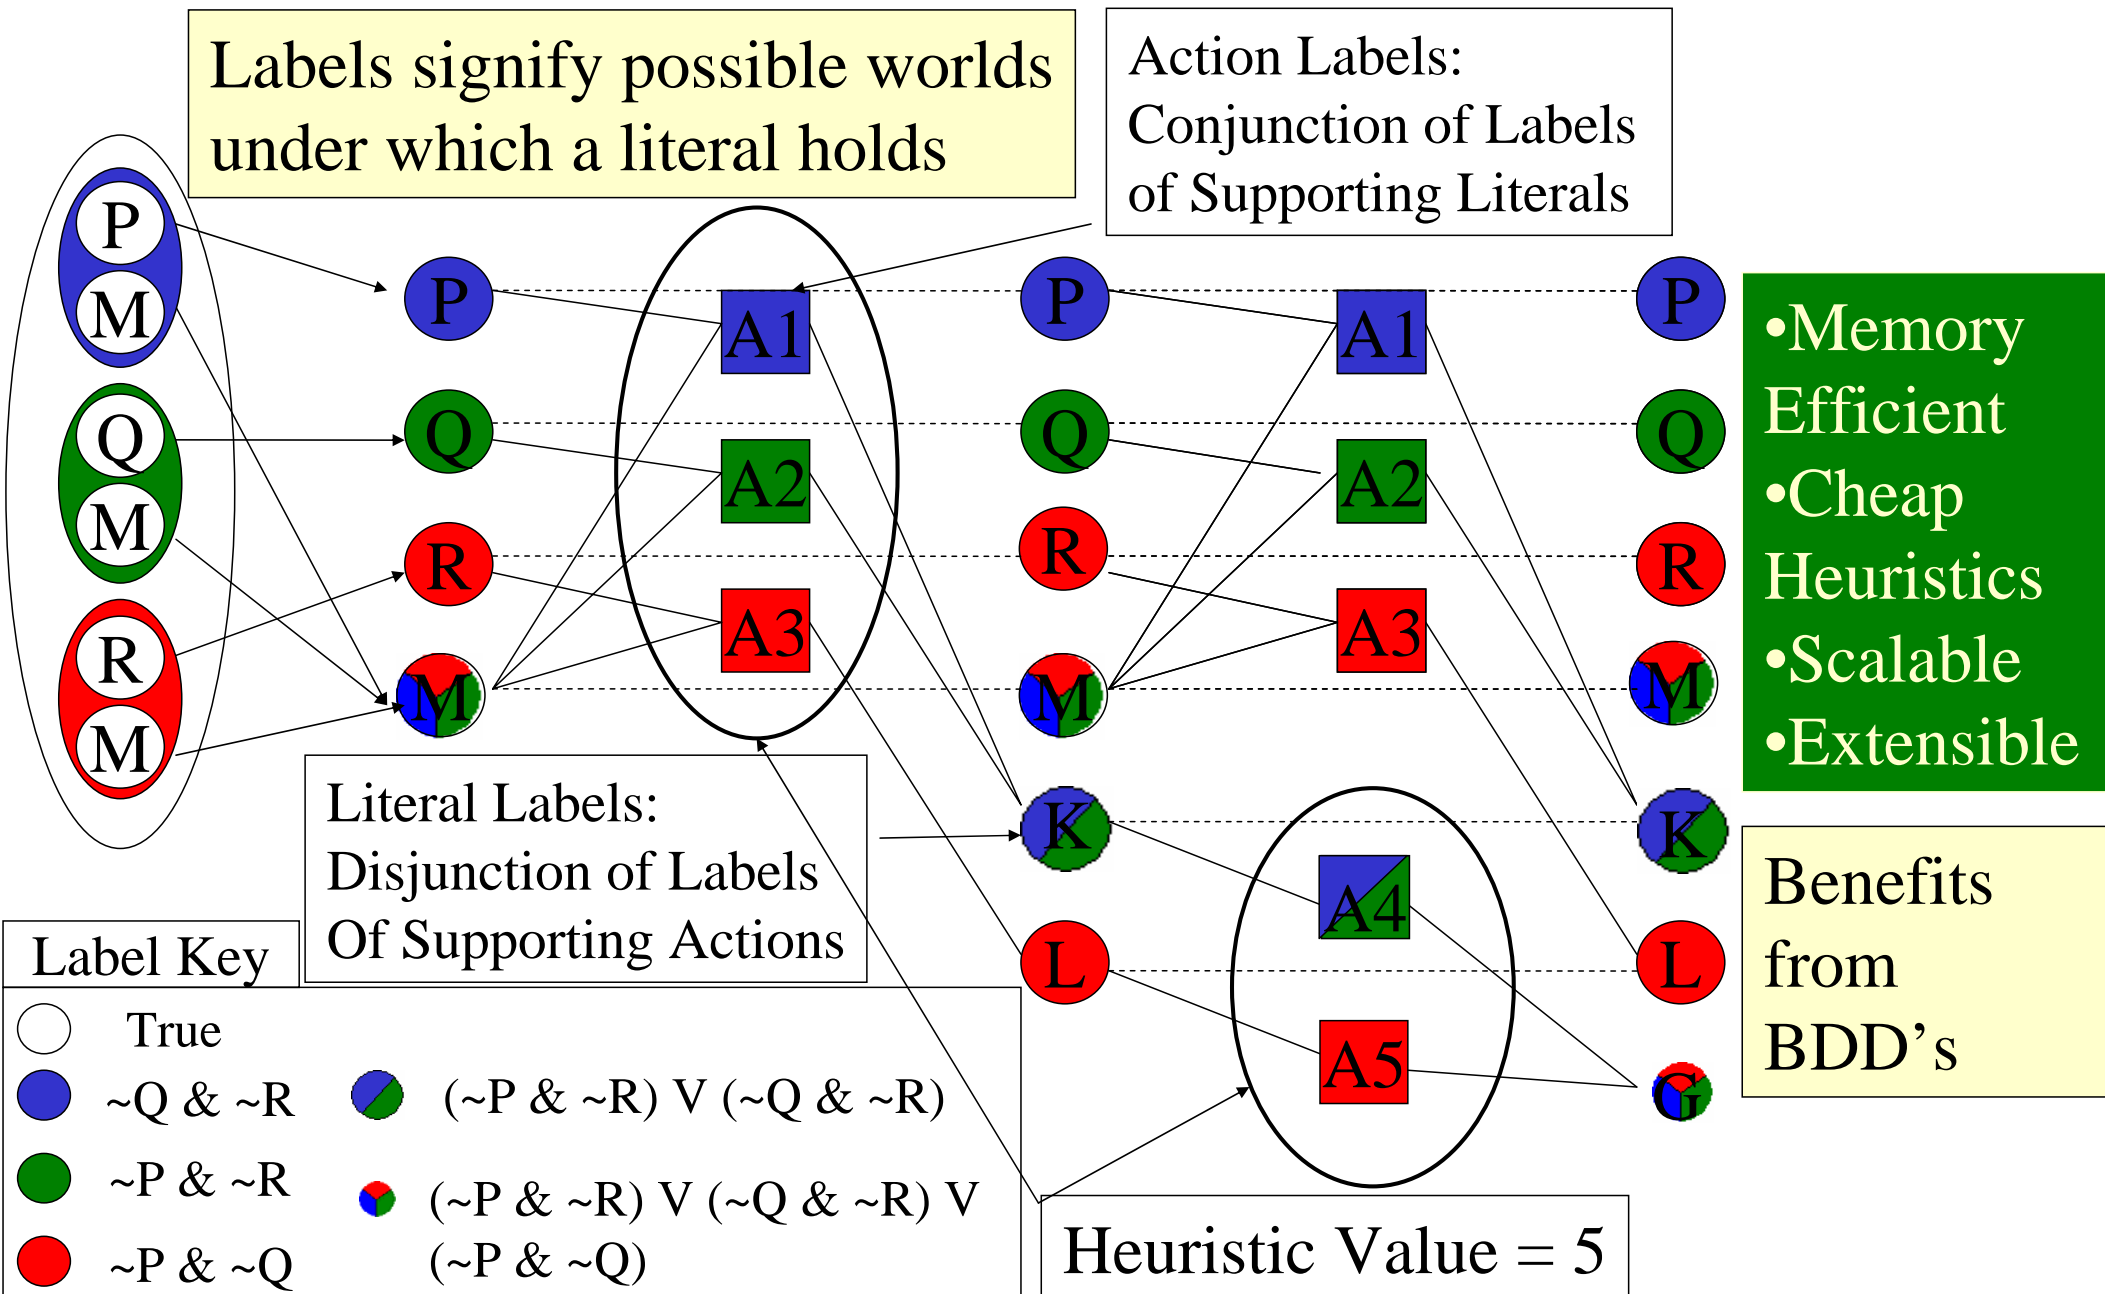 Labels signify possible worlds
under which a literal holds
Action Labels:
Conjunction of Labels
of Supporting Literals
P
M
Q
M
R
M
P
Q
R
M
A1
A2
A3
P
Q
R
M
K
L
A1
A2
A3
A4
A5
P
Q
R
M
K
L
G
•Memory
Efficient
•Cheap
Heuristics
•Scalable
•Extensible
Benefits
from
BDD’s
Literal Labels:
Disjunction of Labels
Of Supporting Actions
Label Key
True
~Q & ~R
~P & ~R
~P & ~Q
(~P & ~R) V (~Q & ~R)
(~P & ~R) V (~Q & ~R) V
(~P & ~Q)
Heuristic Value = 5